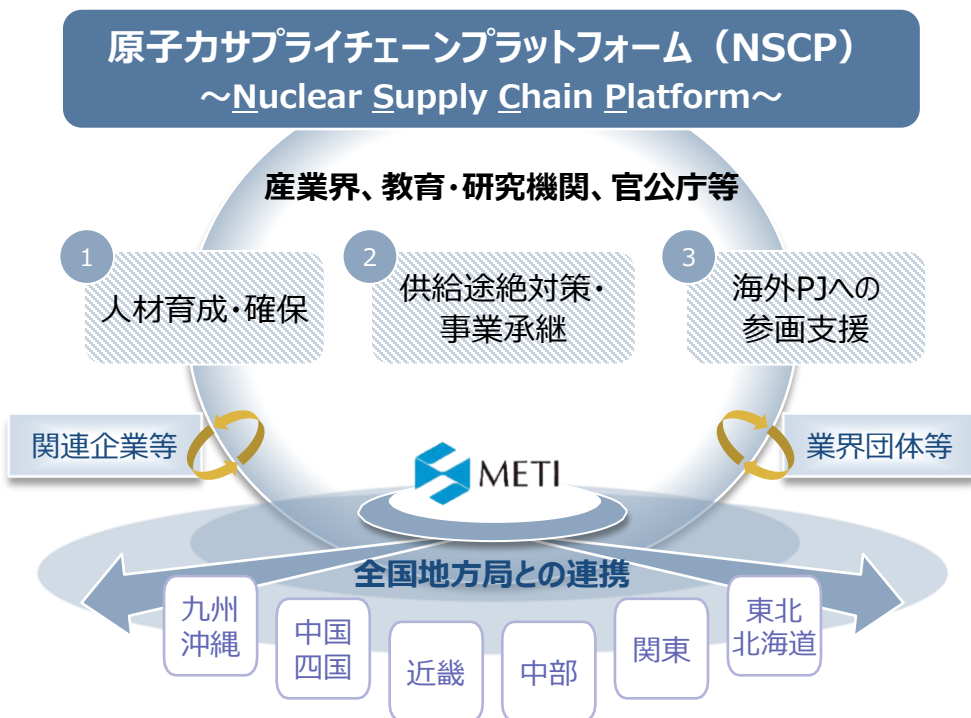 原子力サプライチェーンプラットフォーム（NSCP）
～Nuclear Supply Chain Platform～
産業界、教育・研究機関、官公庁等
1
人材育成・確保
2
供給途絶対策・
事業承継
3
海外PJへの
参画支援
関連企業等
業界団体等
METI
全国地方局との連携
九州
沖縄
中国
四国
近畿
中部
関東
東北
北海道